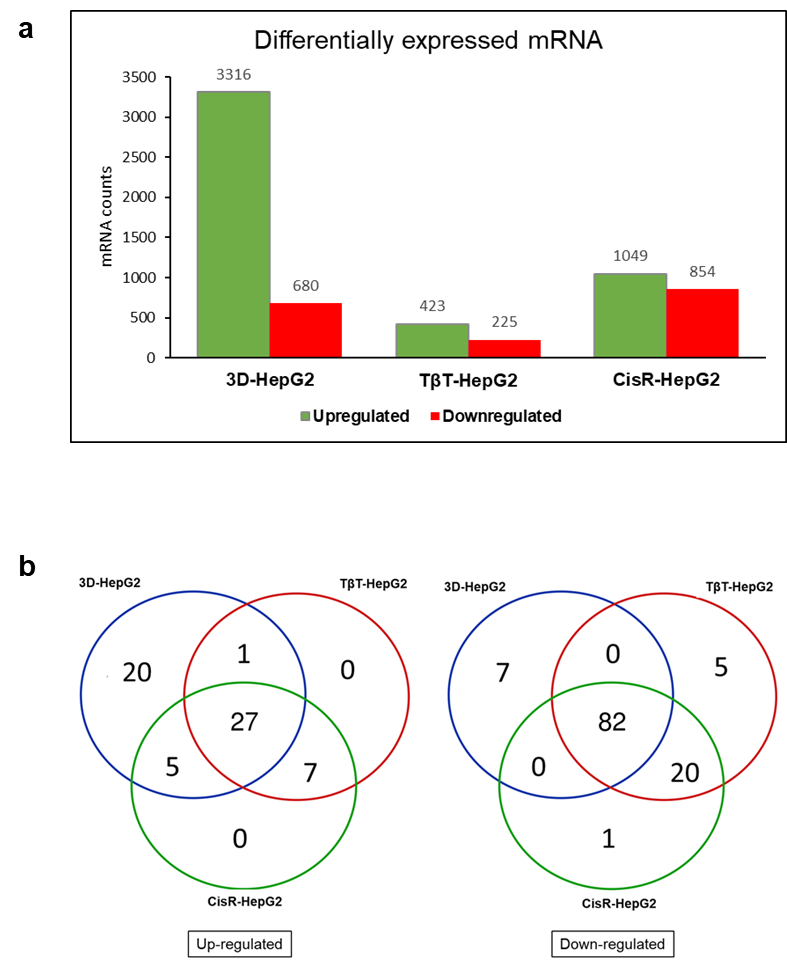 a
Differentially expressed mRNA
mRNA counts
3500
3000
2500
2000
1500
1000
500
0
3316
680
423
225
1049
854
3D-HepG2 TβT-HepG2 CisR-HepG2
Upregulated Downregulated
b
3D-HepG2
TβT-HepG2
20
1
0
27
5
7
0
CisR-HepG2
Up-regulated
3D-HepG2
TβT-HepG2
7
0
5
82
0
20
1
CisR-HepG2
Down-regulated